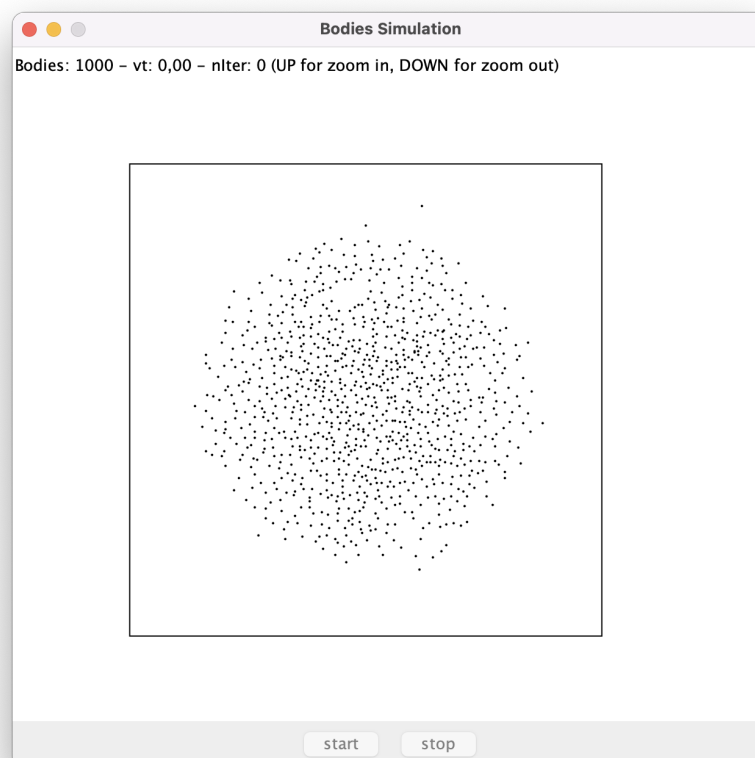 Bodies Simulation
Bodies: 1000 – vt: 0,00 – nIter: 0 (UP for zoom in, DOWN for zoom out)
start stop